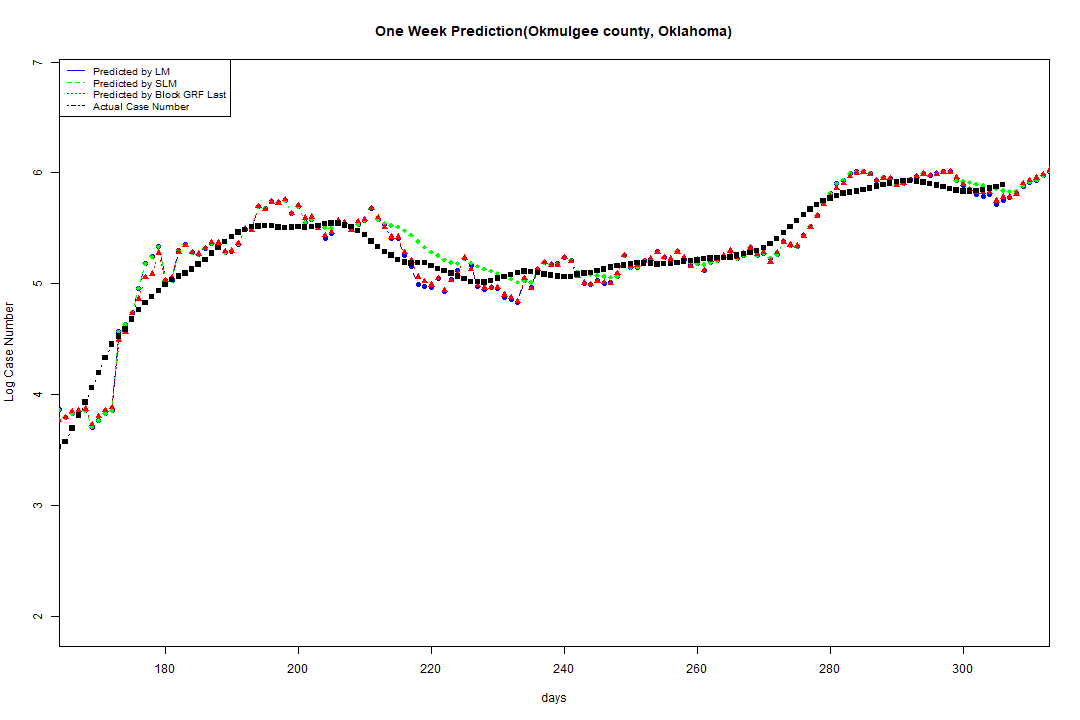 One Week Prediction(Okmulgee county, Oklahoma)
Predicted by LM
Predicted by SLM
Predicted by Block GRF Last
Actual Case Number
7
6
5
4
3
2
Log Case Number
180 200 220 240 260 280 300
days